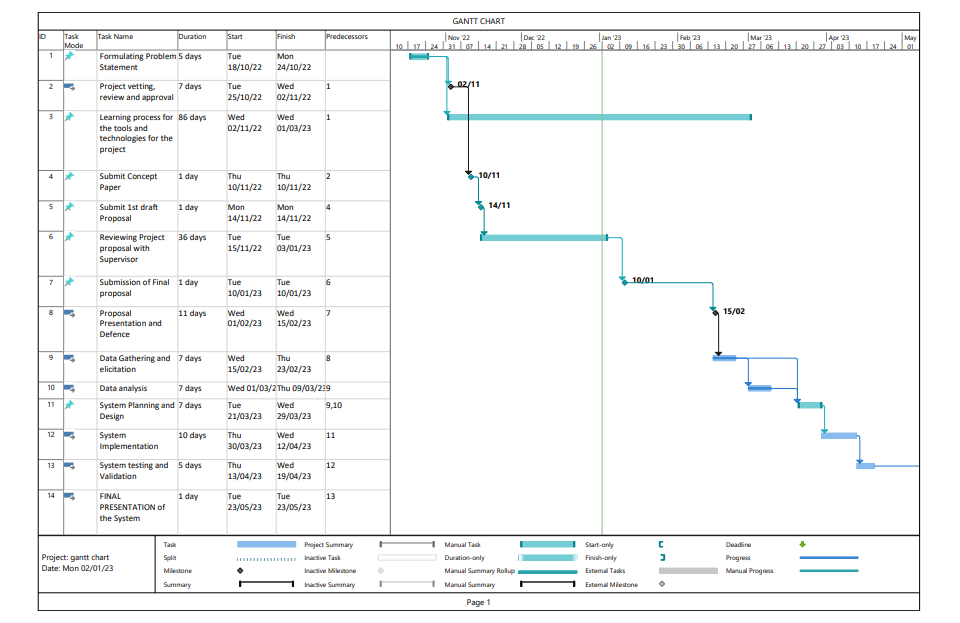 GANTT CHART
ID Task Mode Task Name Duration Start Finish Predecessors
Nov '22 Dec '22 Jan '23 Feb '23 Mar '23 Apr '23 May
10 17 24 31 07 14 21 28 05 12 19 26 02 09 16 23 30 06 13 20 27 06 13 20 27 03 10 17 24 01
1 Formulating Problem Statement 5 days Tue 18/10/22 Mon 24/10/22
2 Project vetting, review and approval 7 days Tue 25/10/22 Wed 02/11/22 1
02/11
3 Learning process for the tools and technologies for the project 86 days Wed 02/11/22 Wed 01/03/23 1
4 Submit Concept Paper 1 day Thu 10/11/22 Thu 10/11/22 2
10/11
5 Submit 1st draft Proposal 1 day Mon 14/11/22 Mon 14/11/22 4
14/11
6 Reviewing Project proposal with Supervisor 36 days Tue 15/11/22 Tue 03/01/23 5
7 Submission of Final proposal 1 day Tue 10/01/23 Tue 10/01/23 6
10/01
8 Proposal Presentation and Defence 11 days Wed 01/02/23 Wed 15/02/23 7
15/02
9 Data Gathering and elicitation 7 days Wed 15/02/23 Thu 23/02/23 8
10 Data analysis 7 days Wed 01/03/2 Thu 09/03/23 9
11 System Planning and Design 7 days Tue 21/03/23 Wed 29/03/23 9,10
12 System Implementation 10 days Thu 30/03/23 Wed 12/04/23 11
13 System testing and Validation 5 days Thu 13/04/23 Wed 19/04/23 12
14 FINAL PRESENTATION of the System 1 day Tue 23/05/23 Tue 23/05/23 13
Project: gantt chart
Date: Mon 02/01/23
Task Project Summary Manual Task Start-only Deadline
Split Inactive Task Duration-only Finish-only Progress
Milestone Inactive Milestone Manual Summary Rollup External Tasks Manual Progress
Summary Inactive Summary Manual Summary External Milestone
Page 1